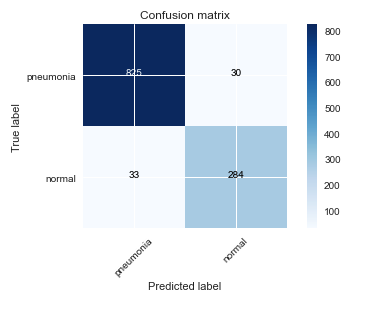 Confusion matrix
True label
pneumonia
825
30
normal
33
284
pneumonia
normal
Predicted label
800
700
600
500
400
300
200
100